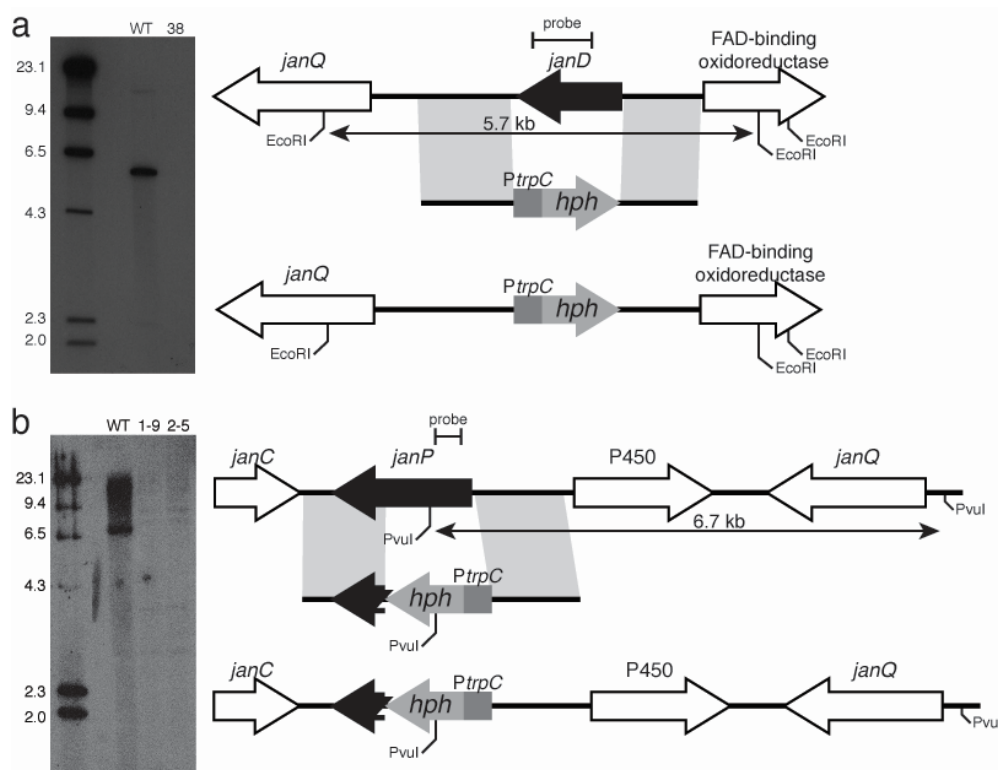 a
WT 38
23.1
9.4
6.5
4.3
2.3
2.0
probe
janQ
janD
FAD-binding
oxidoreductase
5.7 kb
EcoRI
EcoRI
EcoRI
PtrpC
hph
janQ
FAD-binding
oxidoreductase
PtrpC
hph
EcoRI
EcoRI
EcoRI
b
WT 1-9 2-5
23.1
9.4
6.5
4.3
2.3
2.0
probe
janC
janP
P450
janQ
PvuI
6.7 kb
PvuI
PtrpC
hph
PvuI
janC
PtrpC
P450
janQ
hph
PvuI
Pvu